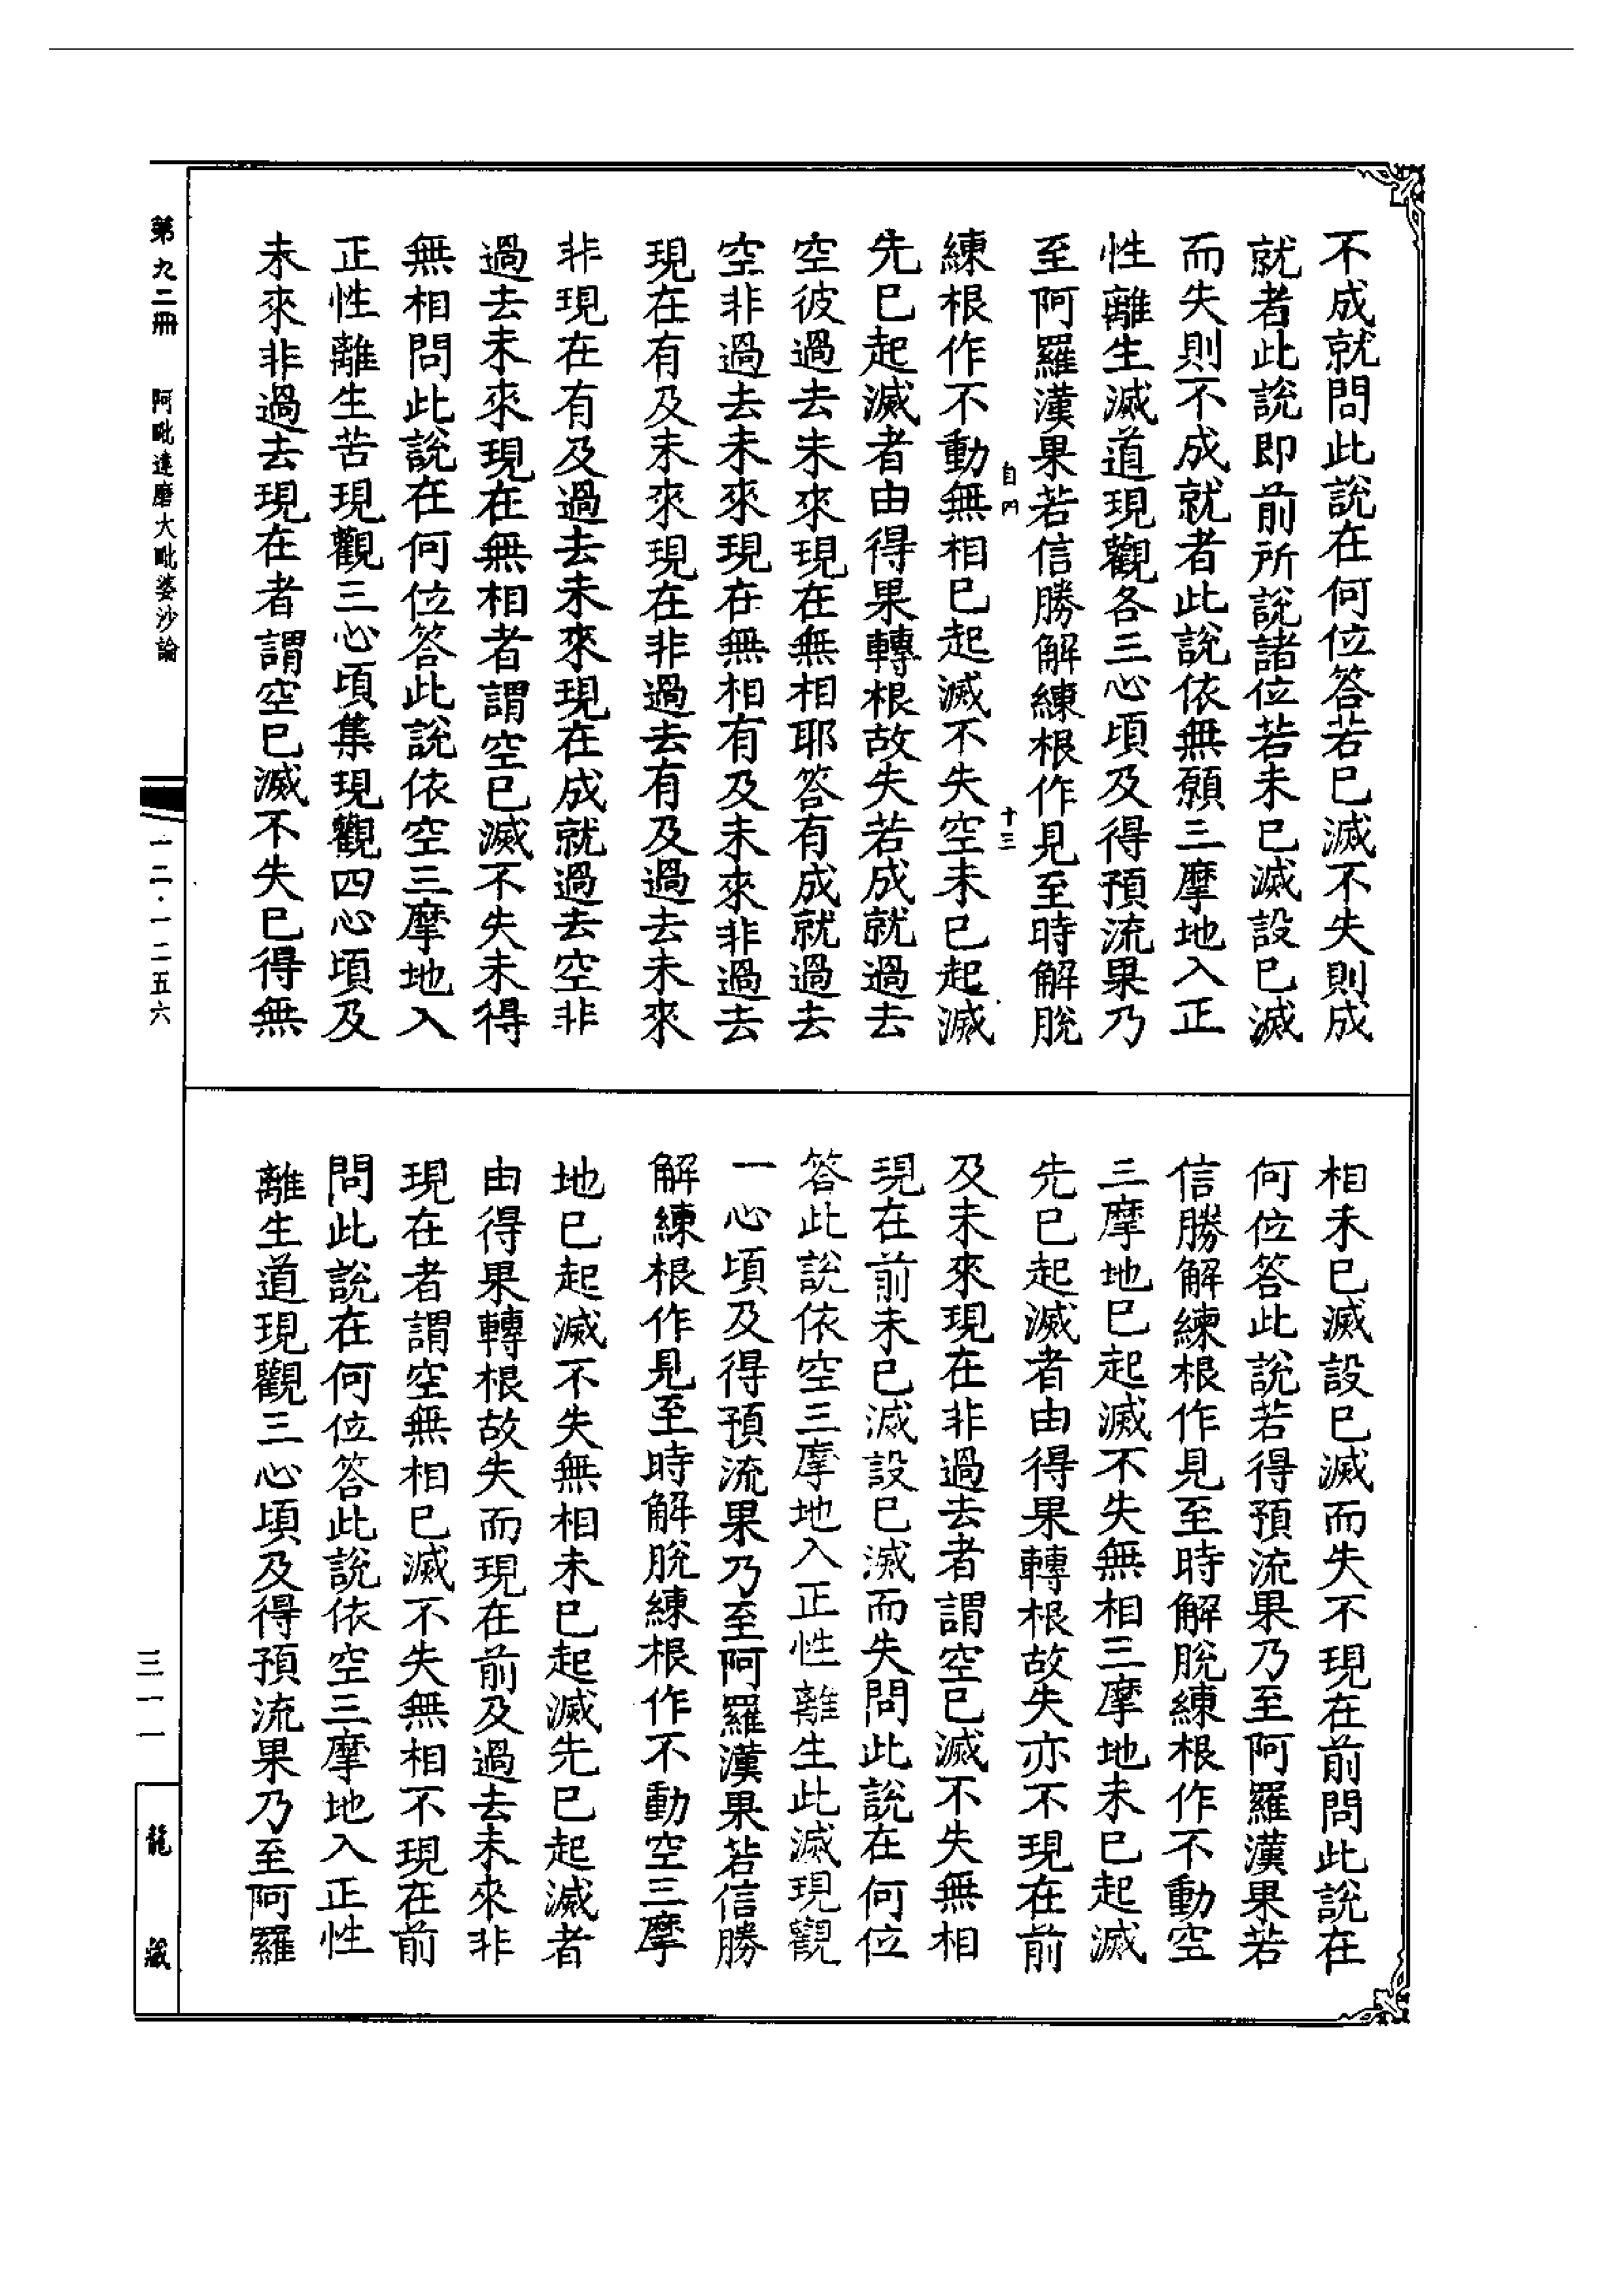 不成就問此說在何位答若已滅不失則成
就者此說即前所說諸位若未已滅設已滅
而失則不成就者此說依無願三摩地入正
性離生滅道現觀各三心頃及得預流果乃
至阿羅漢果若信勝解練根作見至時解脫
十三
練根作不動無相已起滅不失空未已起滅
先已起滅者由得果轉根故失若成就過去
空彼過去未來現在無相耶答有成就過去
空非過去未來現在無相有及未來非過去
現在有及未來現在非過去有及過去未來
非現在有及過去未來現在成就過去空非
過去未來現在無相者謂空已滅不失未得
無相問此說在何位答此說依空三摩地入
正性離生苦現觀三心頃集現觀四心頃及
未來非過去現在者謂空已滅不失已得無
相未已滅設已滅而失不現在前問此說在
何位答此說若得預流果乃至阿羅漢果若
信勝解練根作見至時解脫練根作不動空
三摩地已起滅不失無相三摩地未已起滅
先已起滅者由得果轉根故失亦不現在前
及未來現在非過去者謂空已滅不失無相
現在前未已滅設已滅而失問此說在何位
答此說依空三摩地入正性離生此滅現觀
一心頃及得預流果乃至阿羅漢果若信勝
解練根作見至時解脫練根作不動空三摩
地已起滅不失無相未已起滅先已起滅者
由得果轉根故失而現在前及過去未來非
現在者謂空無相已滅不失無相不現在前
問此說在何位答此說依空三摩地入正性
離生道現觀三心頃及得預流果乃至阿羅
第九二冊
阿毗達磨大毗婆沙論
一二·一二五六
三一一
龍藏